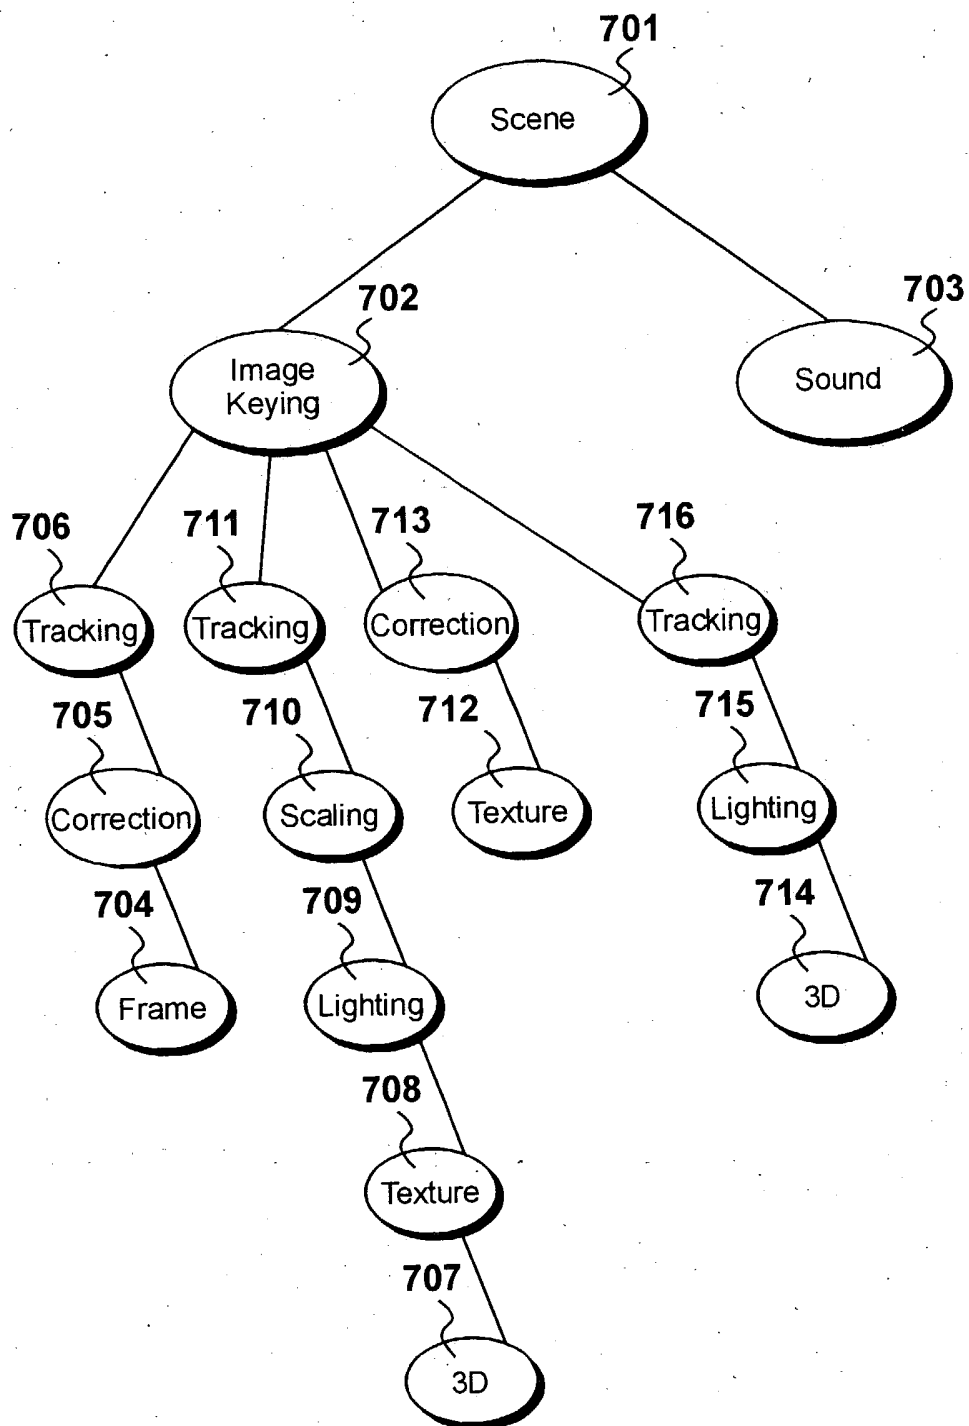 701
Scene
702
703
Image
Keying
Sound
706
711
713
716
Tracking
Tracking
Correction
Tracking
705
710
712
715
Correction
Scaling
Texture
Lighting
704
709
714
Frame
Lighting
3D
708
Texture
707
3D